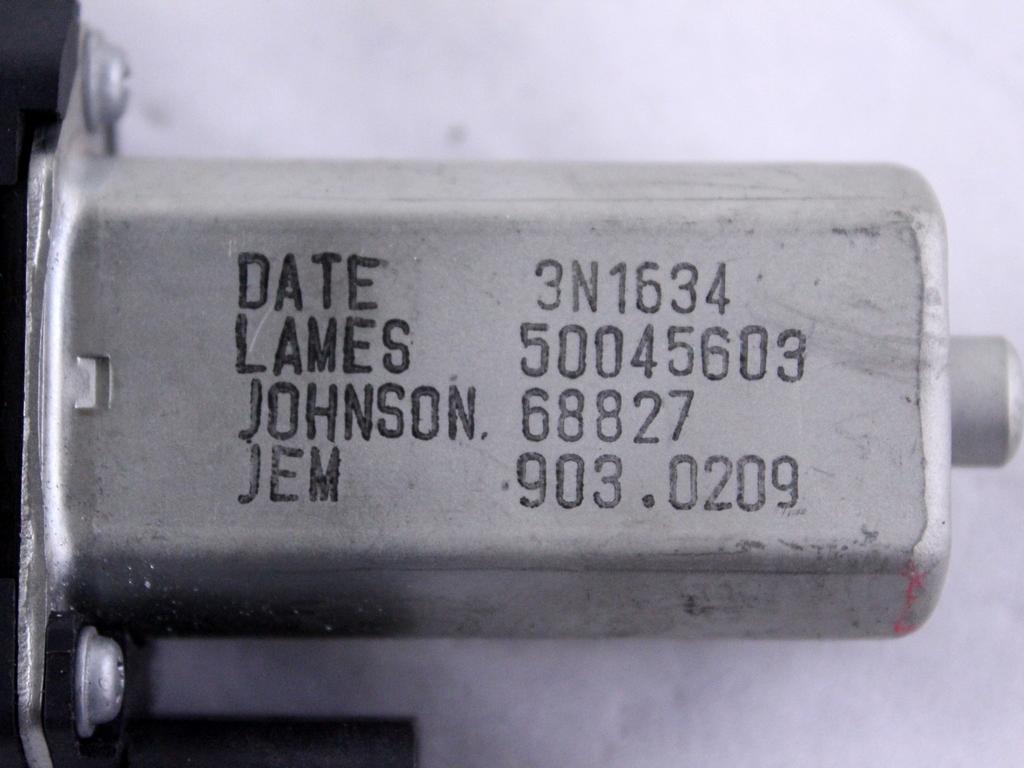 DATE 3N1634
LAMES 50045603
JOHNSON. 68827
JEM 903.0209